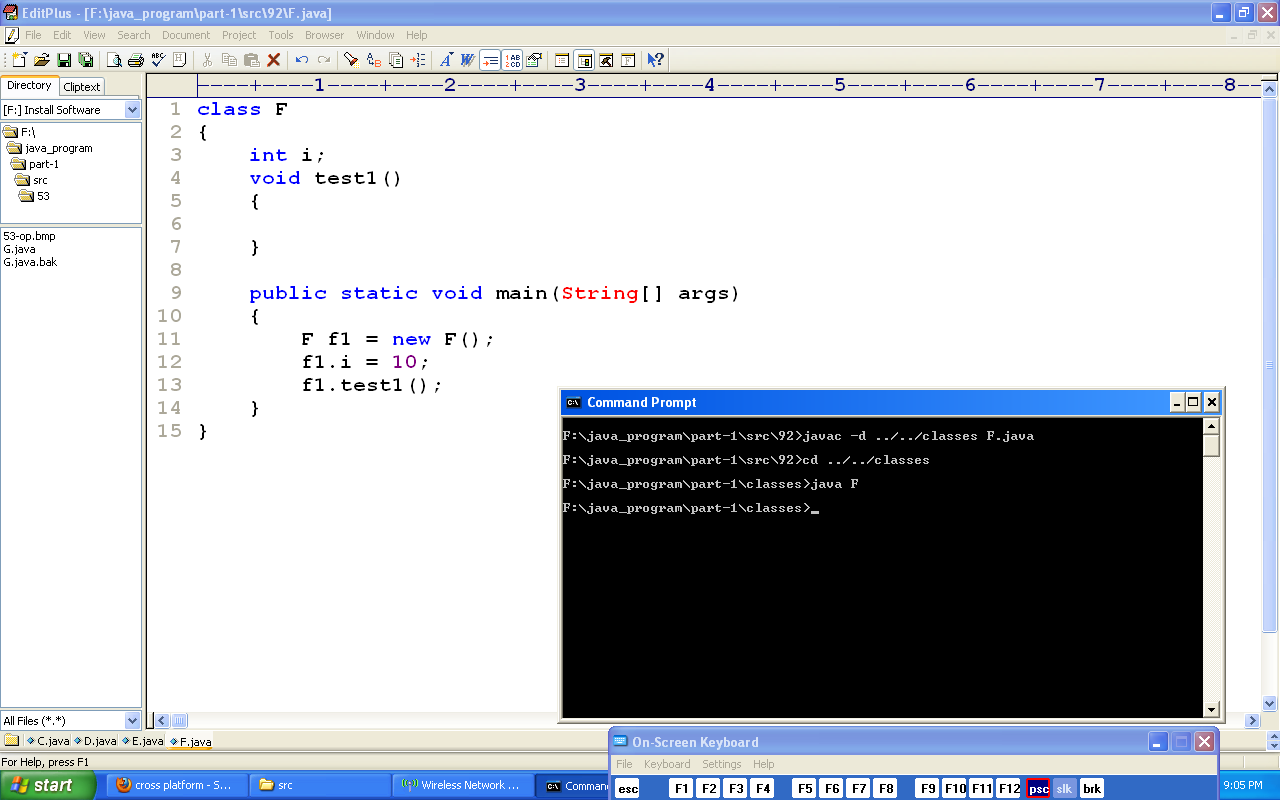 EditPlus - [F:\java_program\part-1\src\92\F.java]
File Edit View Search Document Project Tools Browser Window Help
Directory Cliptext
[F:] Install Software
F:\
java_program
part-1
src
53
53-op.bmp
G.java
G.java.bak
All Files (*.*)
----+----1----+----2----+----3----+----4----+----5----+----6----+----7----+----8--
1 class F
2 {
3 int i;
4 void test1()
5 {
6
7 }
8
9 public static void main(String[] args)
10 {
11 F f1 = new F();
12 f1.i = 10;
13 f1.test1();
14 }
15 }
Command Prompt
F:\java_program\part-1\src\92>javac -d ../../classes F.java
F:\java_program\part-1\src\92>cd ../../classes
F:\java_program\part-1\classes>java F
F:\java_program\part-1\classes>_
C.java D.java E.java F.java
For Help, press F1
On-Screen Keyboard
File Keyboard Settings Help
esc F1 F2 F3 F4 F5 F6 F7 F8 F9 F10 F11 F12 psc slk brk
start cross platform - S... src Wireless Network ... Comman 9:05 PM